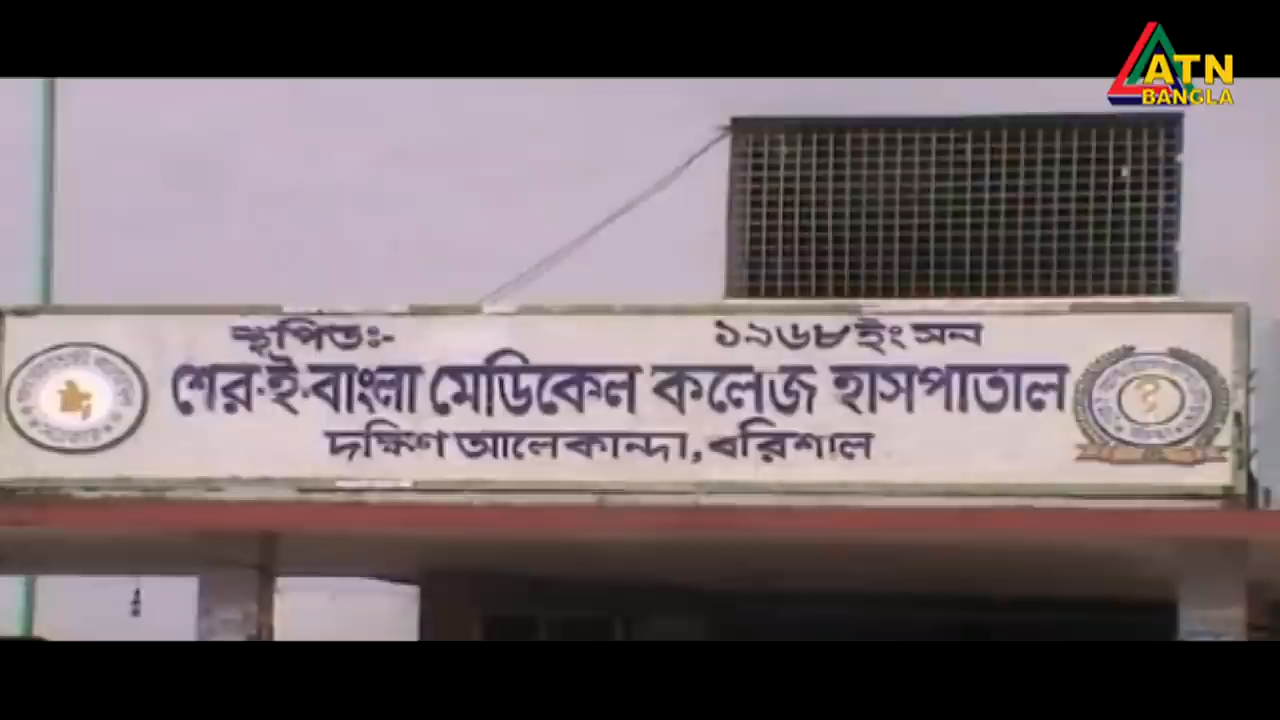 ATN
BANGLA
স্থাপিতঃ- ১৯৬৮ইং সন
শের-ই-বাংলা মেডিকেল কলেজ হাসপাতাল
দক্ষিণ আলেকান্দা, বরিশাল